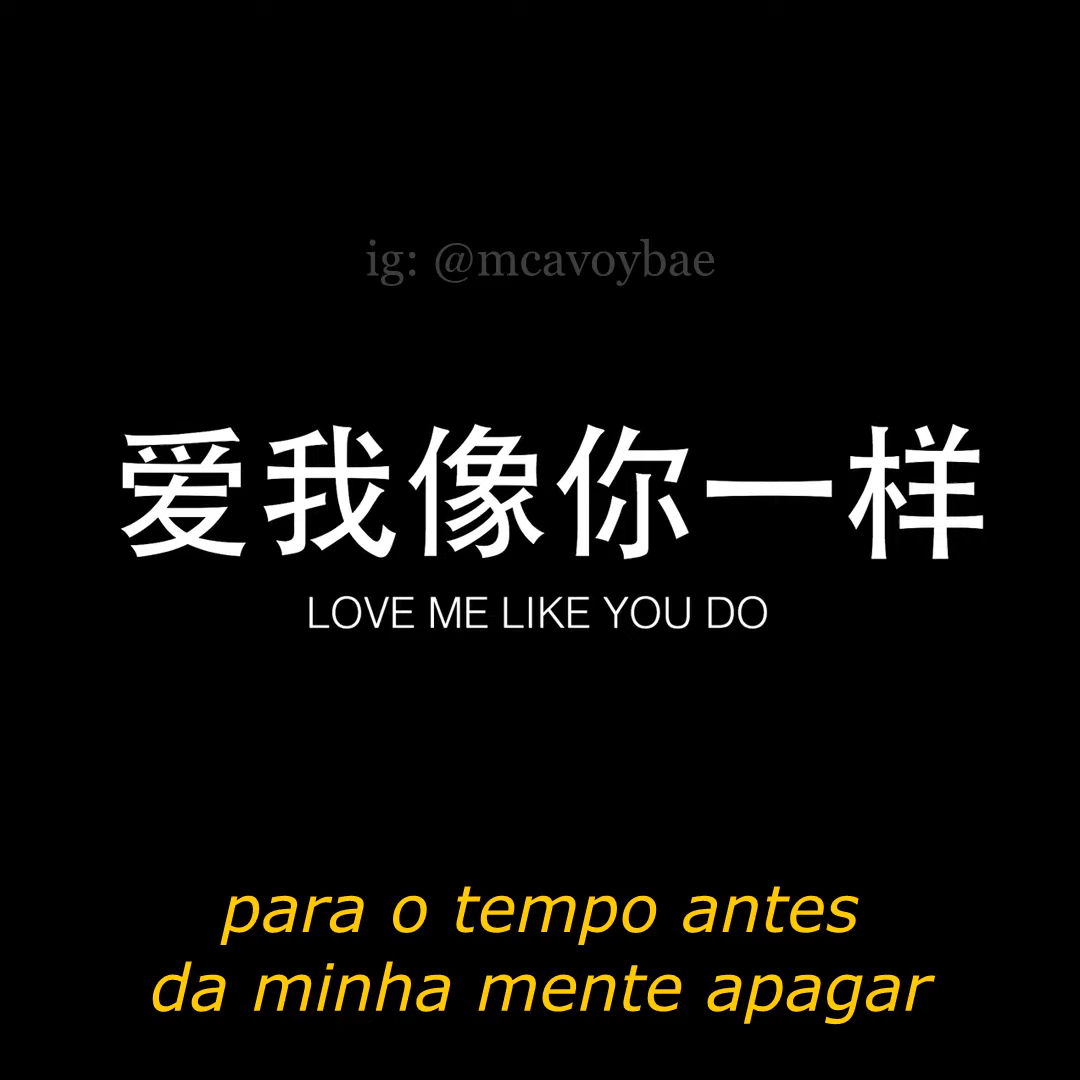 ig: @mcavoybae
爱我像你一样
LOVE ME LIKE YOU DO
para o tempo antes
da minha mente apagar